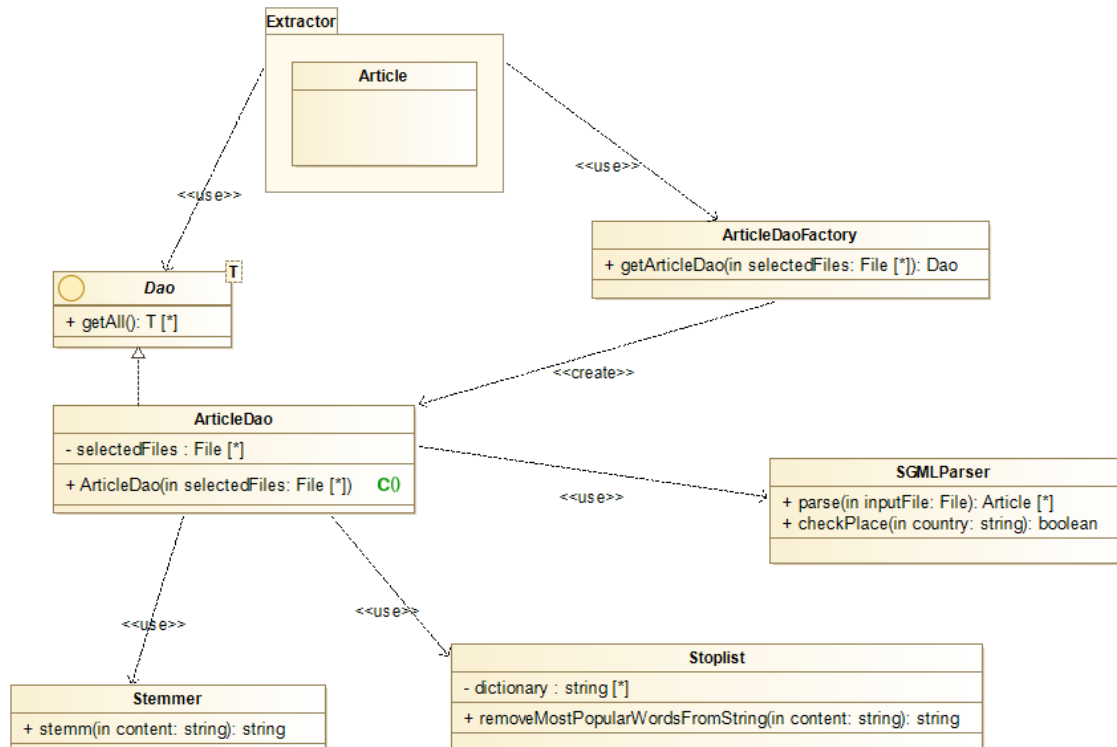 Extractor
Article
<<use>>
<<use>>
ArticleDaoFactory
+ getArticleDao(in selectedFiles: File [*]): Dao
T
Dao
+ getAll(): T [*]
<<create>>
ArticleDao
- selectedFiles : File [*]
+ ArticleDao(in selectedFiles: File [*]) C()
SGMLParser
+ parse(in inputFile: File): Article [*]
+ checkPlace(in country: string): boolean
<<use>>
<<use>>
<<use>>
Stoplist
- dictionary : string [*]
+ removeMostPopularWordsFromString(in content: string): string
Stemmer
+ stemm(in content: string): string